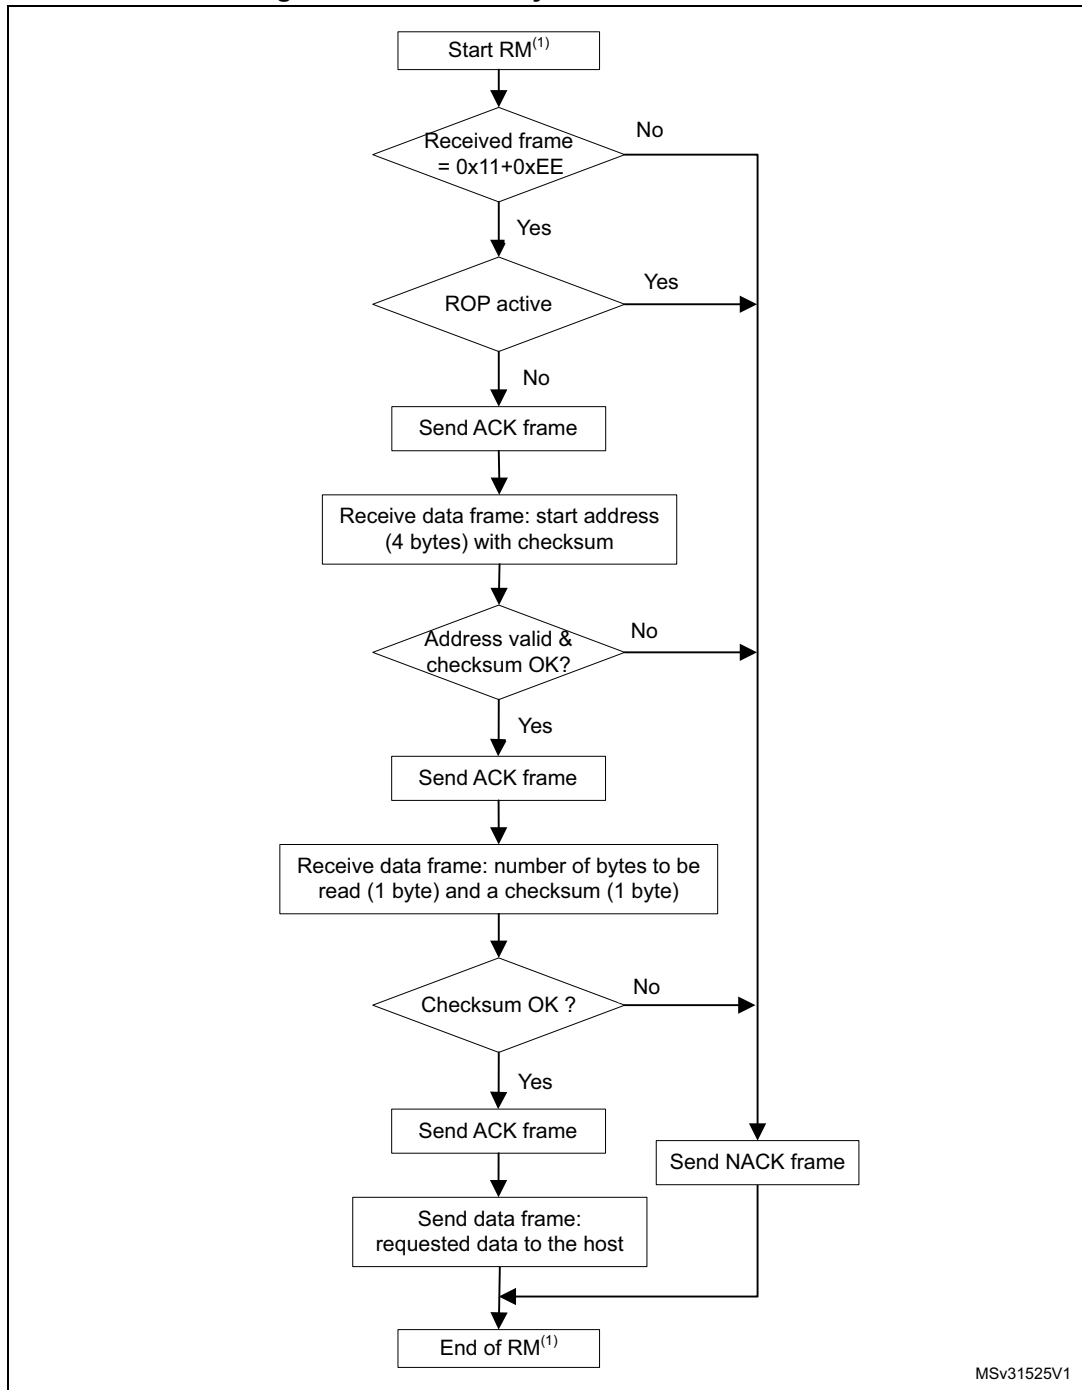 Start RM(1)
Received frame
= 0x11+0xEE
No
Yes
ROP active
Yes
No
Send ACK frame
Receive data frame: start address
(4 bytes) with checksum
Address valid &
checksum OK?
No
Yes
Send ACK frame
Receive data frame: number of bytes to be
read (1 byte) and a checksum (1 byte)
Checksum OK ?
No
Yes
Send ACK frame
Send NACK frame
Send data frame:
requested data to the host
End of RM(1)
MSv31525V1